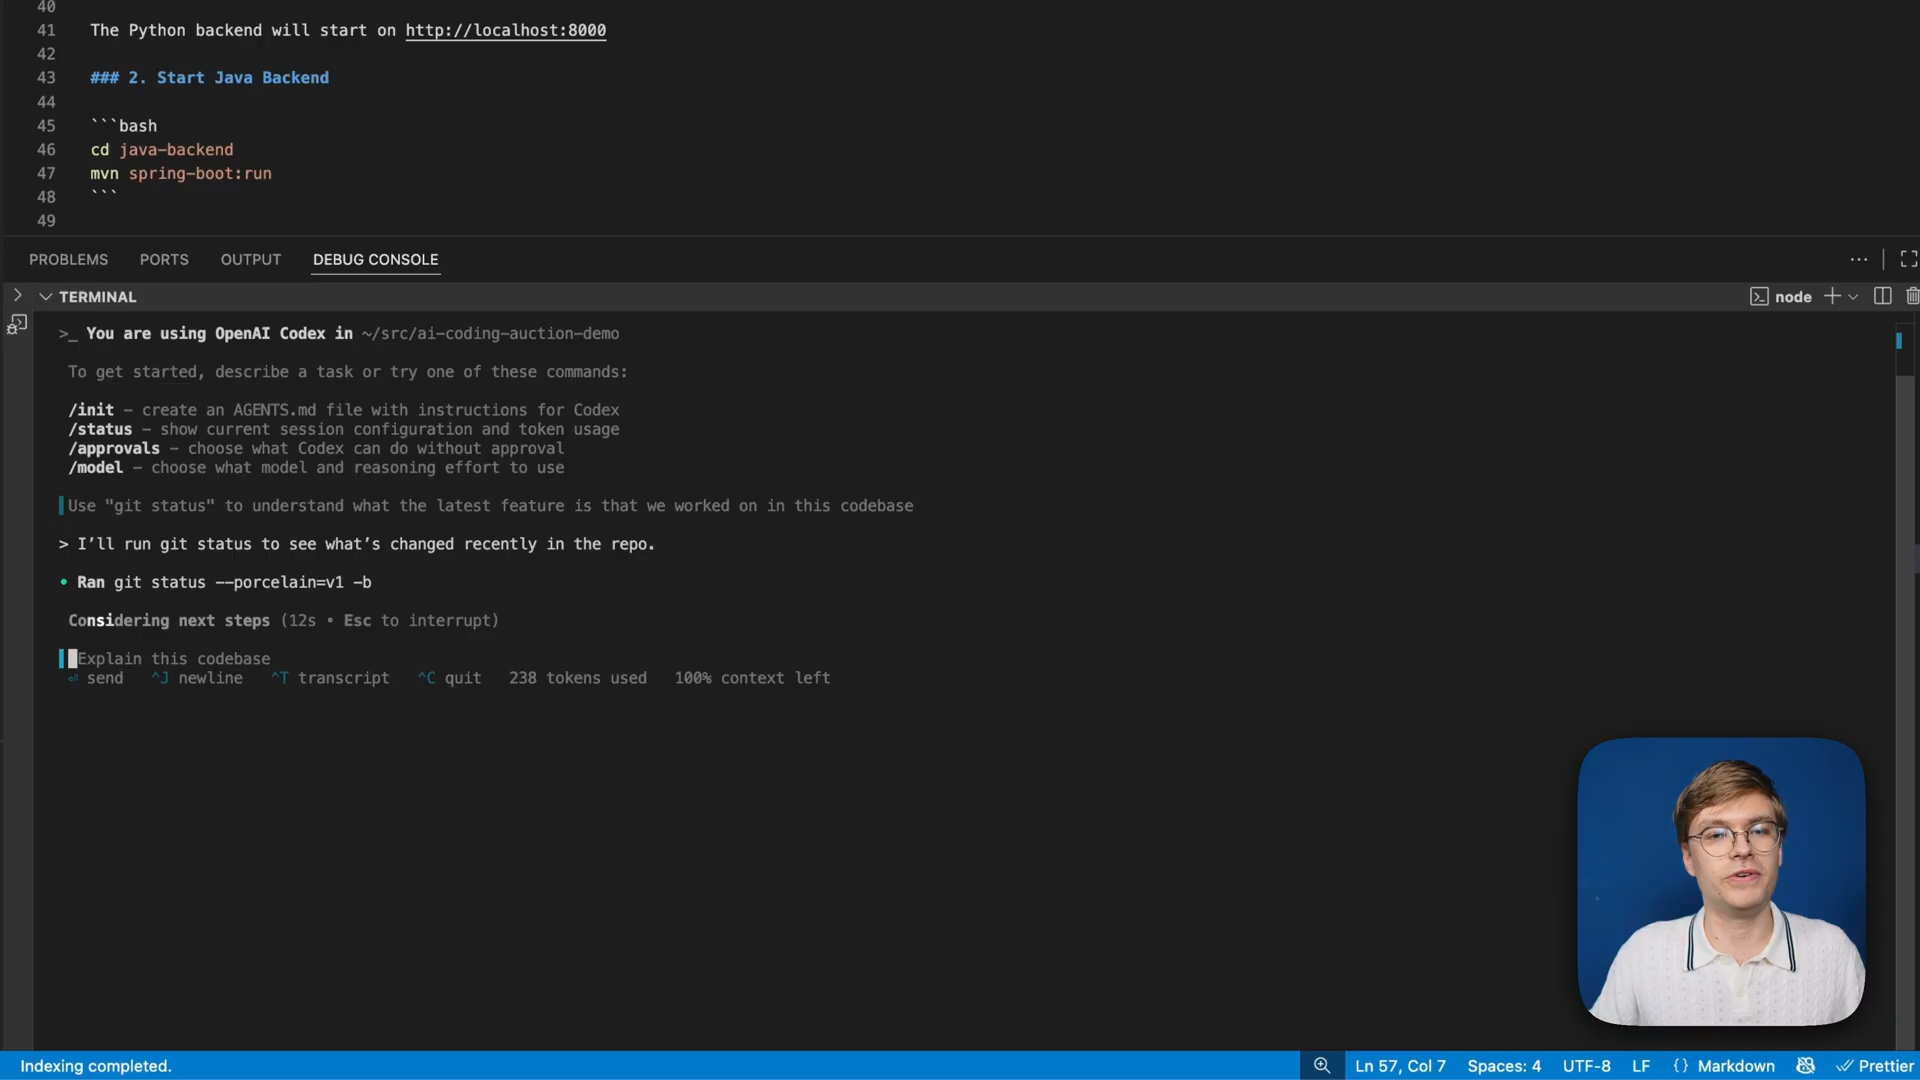 40
41 The Python backend will start on http://localhost:8000
42
43 ### 2. Start Java Backend
44
45 ```bash
46 cd java-backend
47 mvn spring-boot:run
48 ```
49
PROBLEMS PORTS OUTPUT DEBUG CONSOLE
TERMINAL node
>_ You are using OpenAI Codex in ~/src/ai-coding-auction-demo
To get started, describe a task or try one of these commands:
/init – create an AGENTS.md file with instructions for Codex
/status – show current session configuration and token usage
/approvals – choose what Codex can do without approval
/model – choose what model and reasoning effort to use
Use "git status" to understand what the latest feature is that we worked on in this codebase
> I’ll run git status to see what’s changed recently in the repo.
• Ran git status --porcelain=v1 -b
Considering next steps (12s • Esc to interrupt)
Explain this codebase
⏎ send ^J newline ^T transcript ^C quit 238 tokens used 100% context left
Indexing completed. Ln 57, Col 7 Spaces: 4 UTF-8 LF {} Markdown Prettier